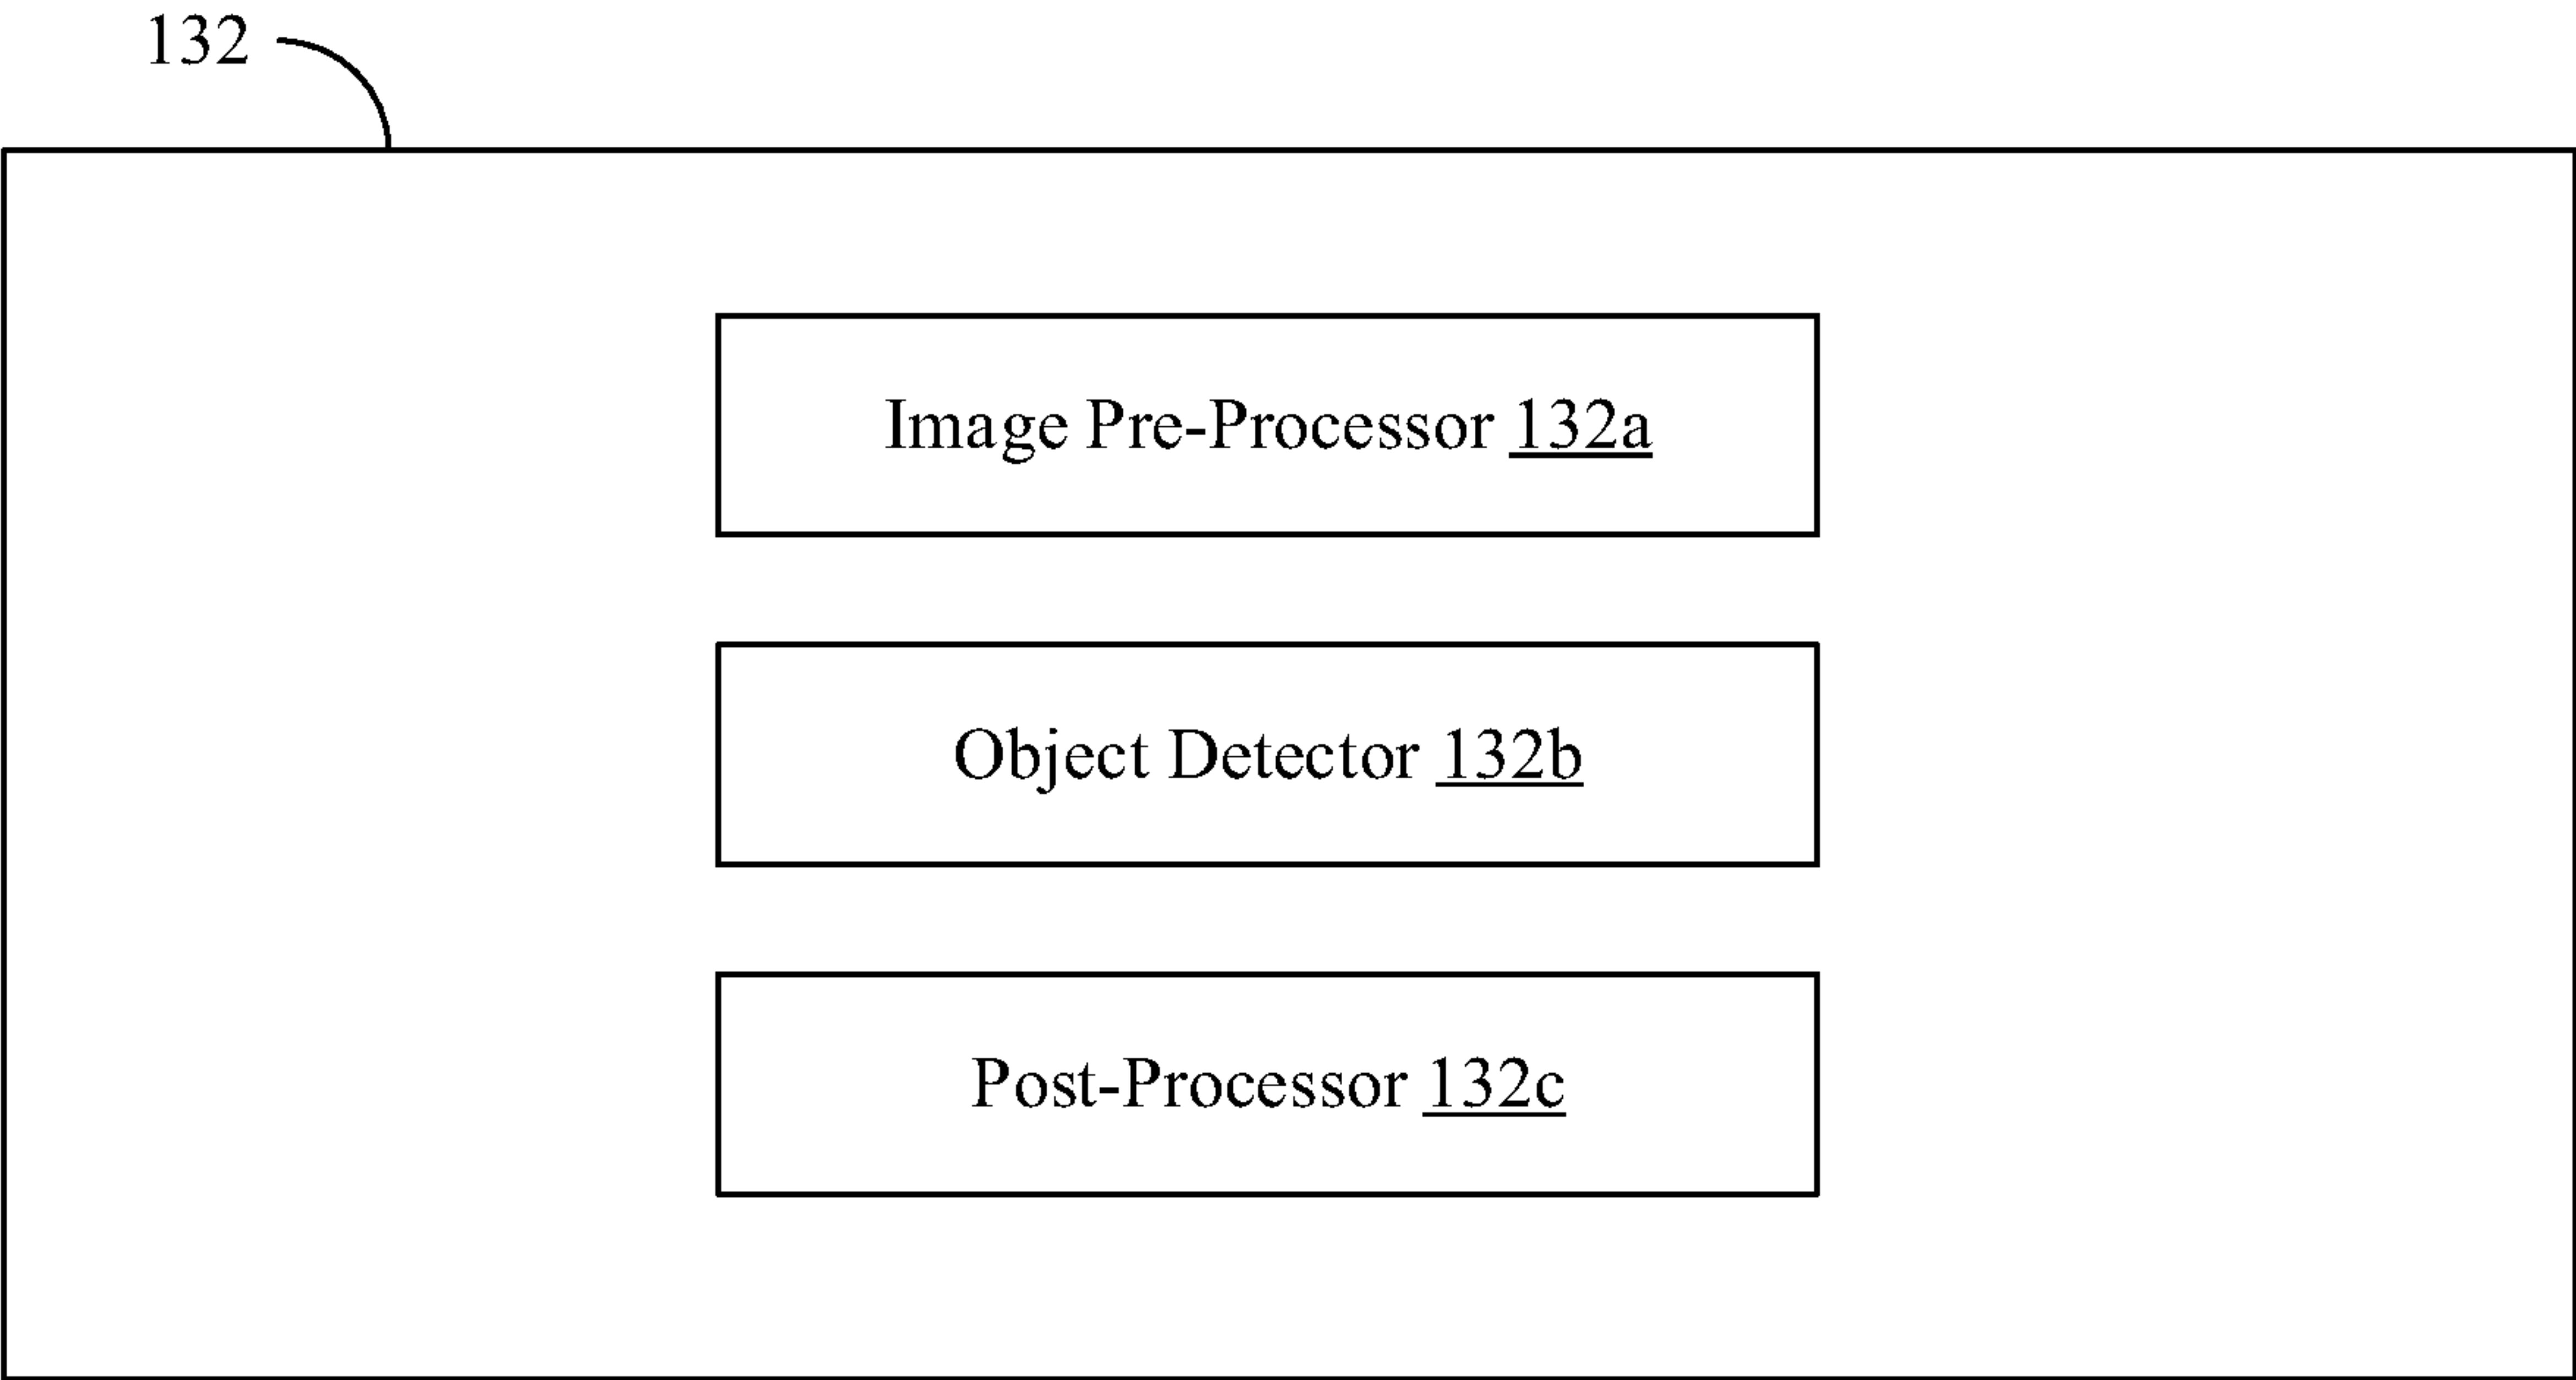 132
Image Pre-Processor 132a
Object Detector 132b
Post-Processor 132c